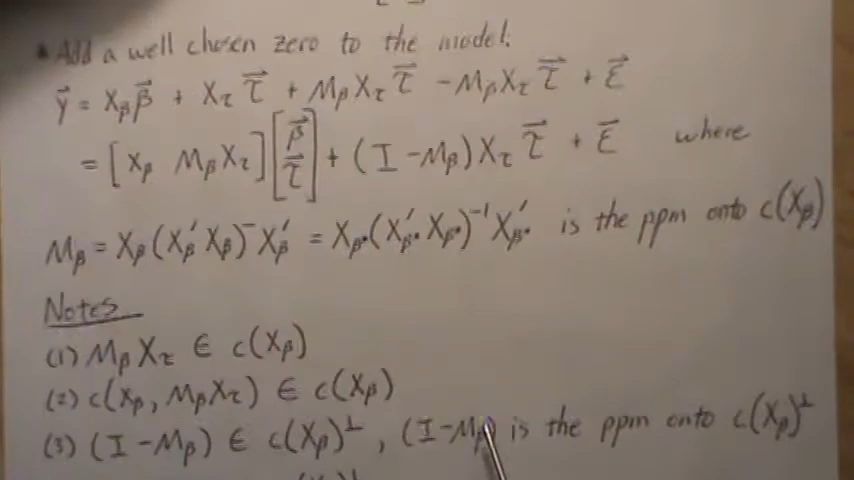 • Add a well chosen zero to the model:
y⃗ = X_β β⃗ + X_τ τ⃗ + M_β X_τ τ⃗ - M_β X_τ τ⃗ + ε⃗
= [X_β M_β X_τ] [β⃗ τ⃗] + (I - M_β) X_τ τ⃗ + ε⃗ where
M_β = X_β (X_β' X_β)⁻ X_β' = X_β* (X_β*' X_β*)⁻¹ X_β*' is the ppm onto c(X_β)
Notes
(1) M_β X_τ ∈ c(X_β)
(2) c(X_β, M_β X_τ) ∈ c(X_β)
(3) (I - M_β) ∈ c(X_β)^⊥, (I - M_β) is the ppm onto c(X_β)^⊥